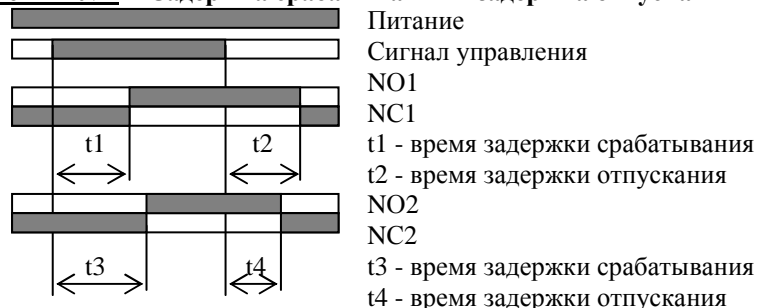 Питание
Сигнал управления
NO1
NC1
t1 t2
t1 - время задержки срабатывания
t2 - время задержки отпускания
NO2
NC2
t3 t4
t3 - время задержки срабатывания
t4 - время задержки отпускания